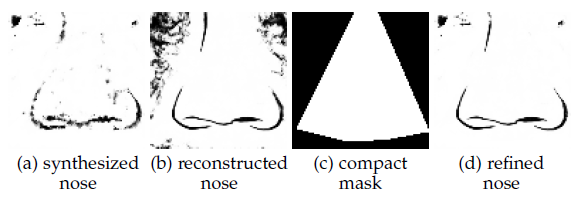 (a) synthesized nose
(b) reconstructed nose
(c) compact mask
(d) refined nose